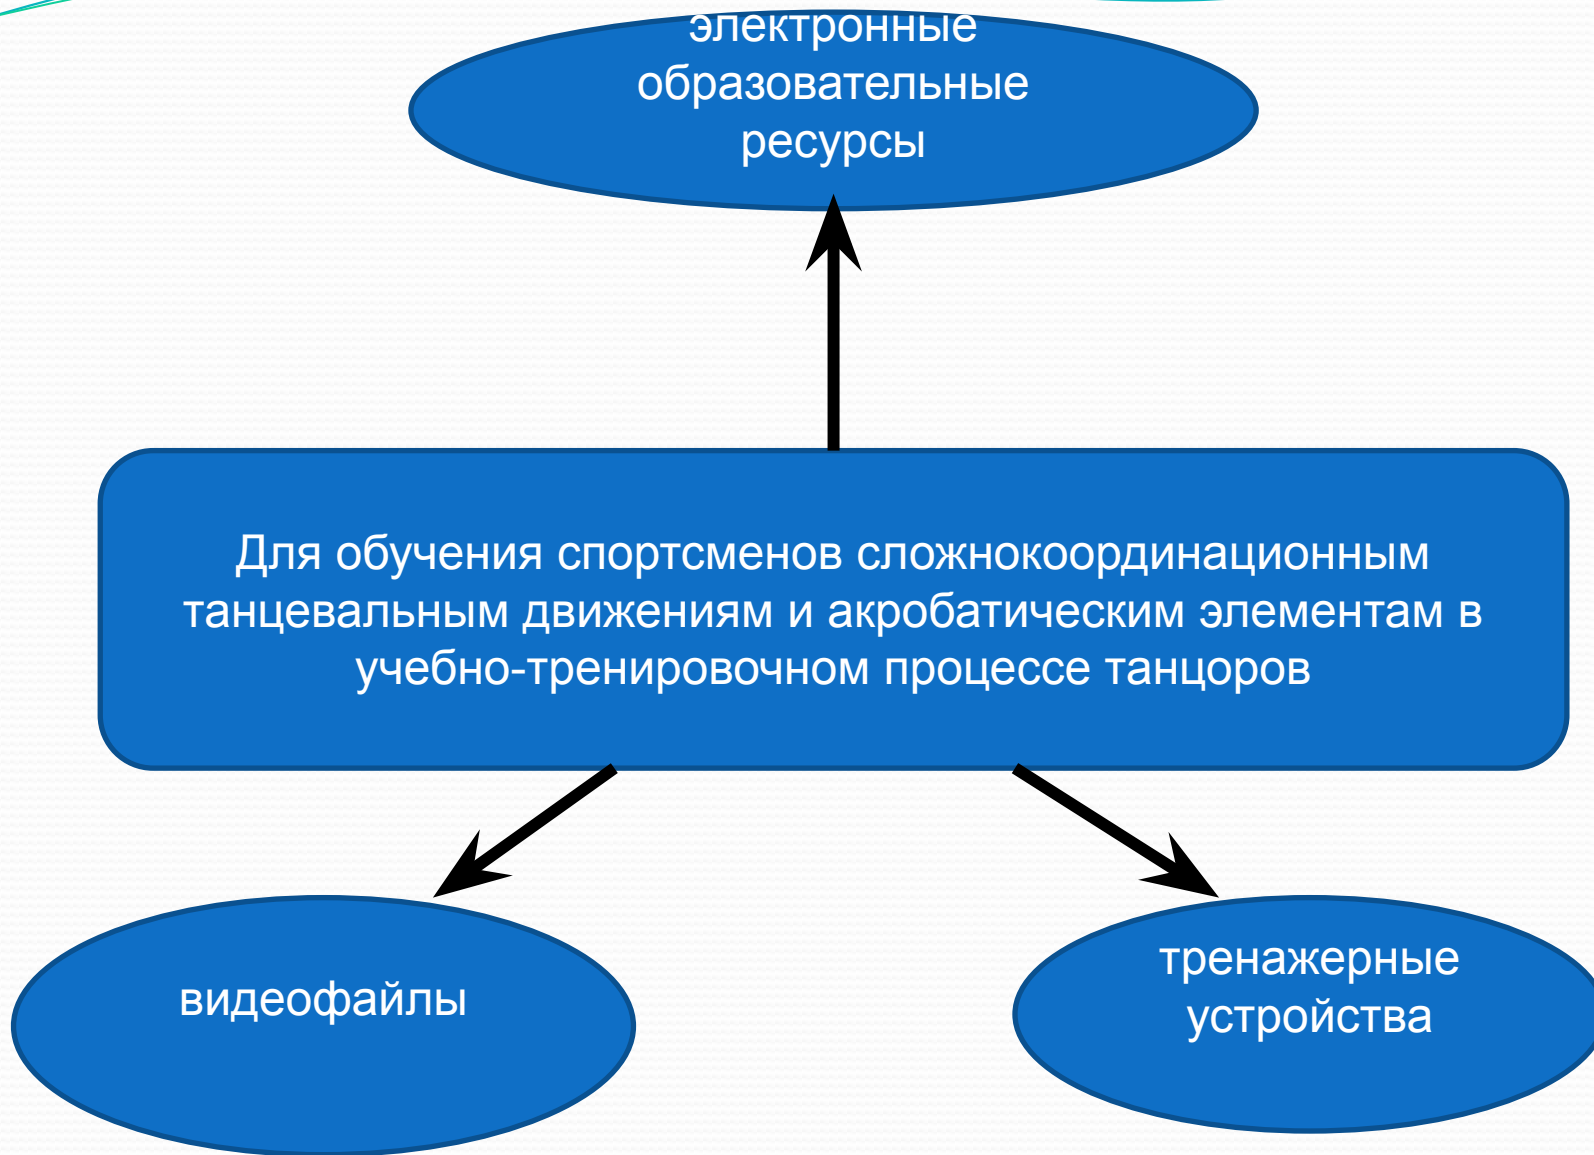 электронные
образовательные
ресурсы
Для обучения спортсменов сложнокоординационным
танцевальным движениям и акробатическим элементам в
учебно-тренировочном процессе танцоров
видеофайлы
тренажерные
устройства